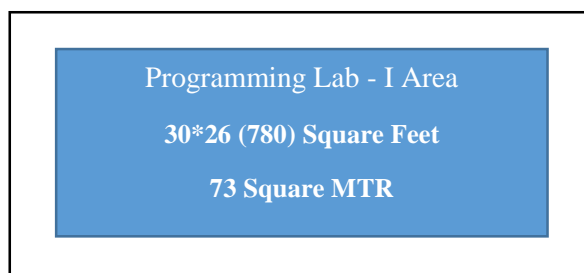 Programming Lab - I Area
30*26 (780) Square Feet
73 Square MTR